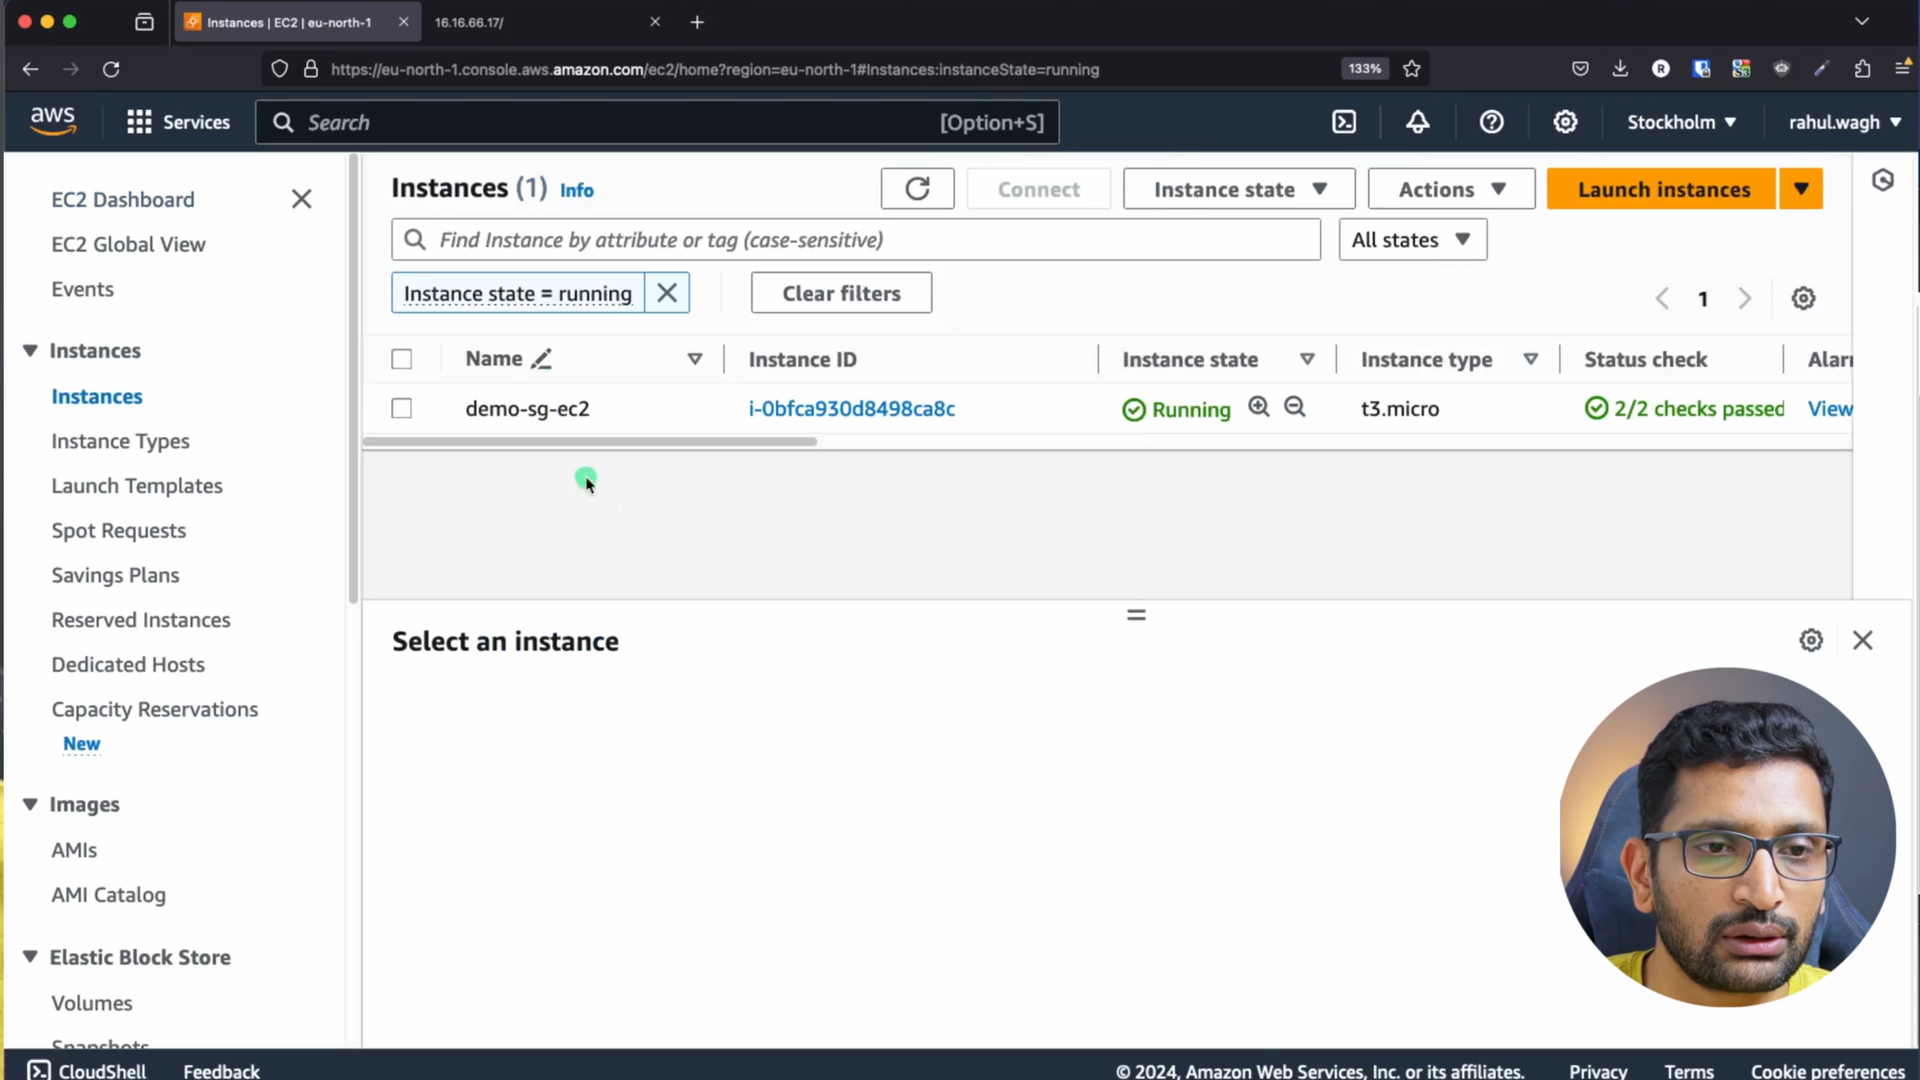 Instances | EC2 | eu-north-1
16.16.66.17/
https://eu-north-1.console.aws.amazon.com/ec2/home?region=eu-north-1#Instances:instanceState=running
133%
R
aws
Services
Search
[Option+S]
Stockholm
rahul.wagh
EC2 Dashboard
EC2 Global View
Events
Instances
Instances
Instance Types
Launch Templates
Spot Requests
Savings Plans
Reserved Instances
Dedicated Hosts
Capacity Reservations
New
Images
AMIs
AMI Catalog
Elastic Block Store
Volumes
Snapshots
Instances (1) Info
Connect
Instance state
Actions
Launch instances
Find Instance by attribute or tag (case-sensitive)
All states
Instance state = running
Clear filters
1
Name
Instance ID
Instance state
Instance type
Status check
Alar
demo-sg-ec2
i-0bfca930d8498ca8c
Running
t3.micro
2/2 checks passed
View
Select an instance
CloudShell
Feedback
© 2024, Amazon Web Services, Inc. or its affiliates.
Privacy
Terms
Cookie preferences